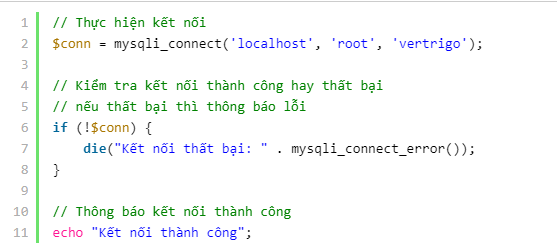 1 // Thực hiện kết nối
2 $conn = mysqli_connect('localhost', 'root', 'vertrigo');
3
4 // Kiểm tra kết nối thành công hay thất bại
5 // nếu thất bại thì thông báo lỗi
6 if (!$conn) {
7     die("Kết nối thất bại: " . mysqli_connect_error());
8 }
9
10 // Thông báo kết nối thành công
11 echo "Kết nối thành công";